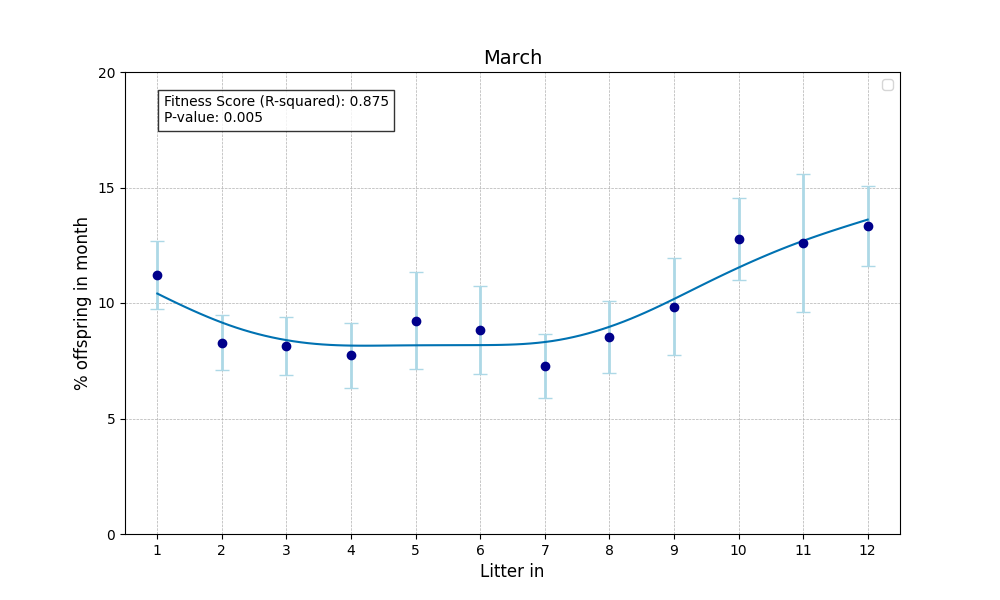 March
Fitness Score (R-squared): 0.875
P-value: 0.005
% offspring in month
20
15
10
5
0
1 2 3 4 5 6 7 8 9 10 11 12
Litter in